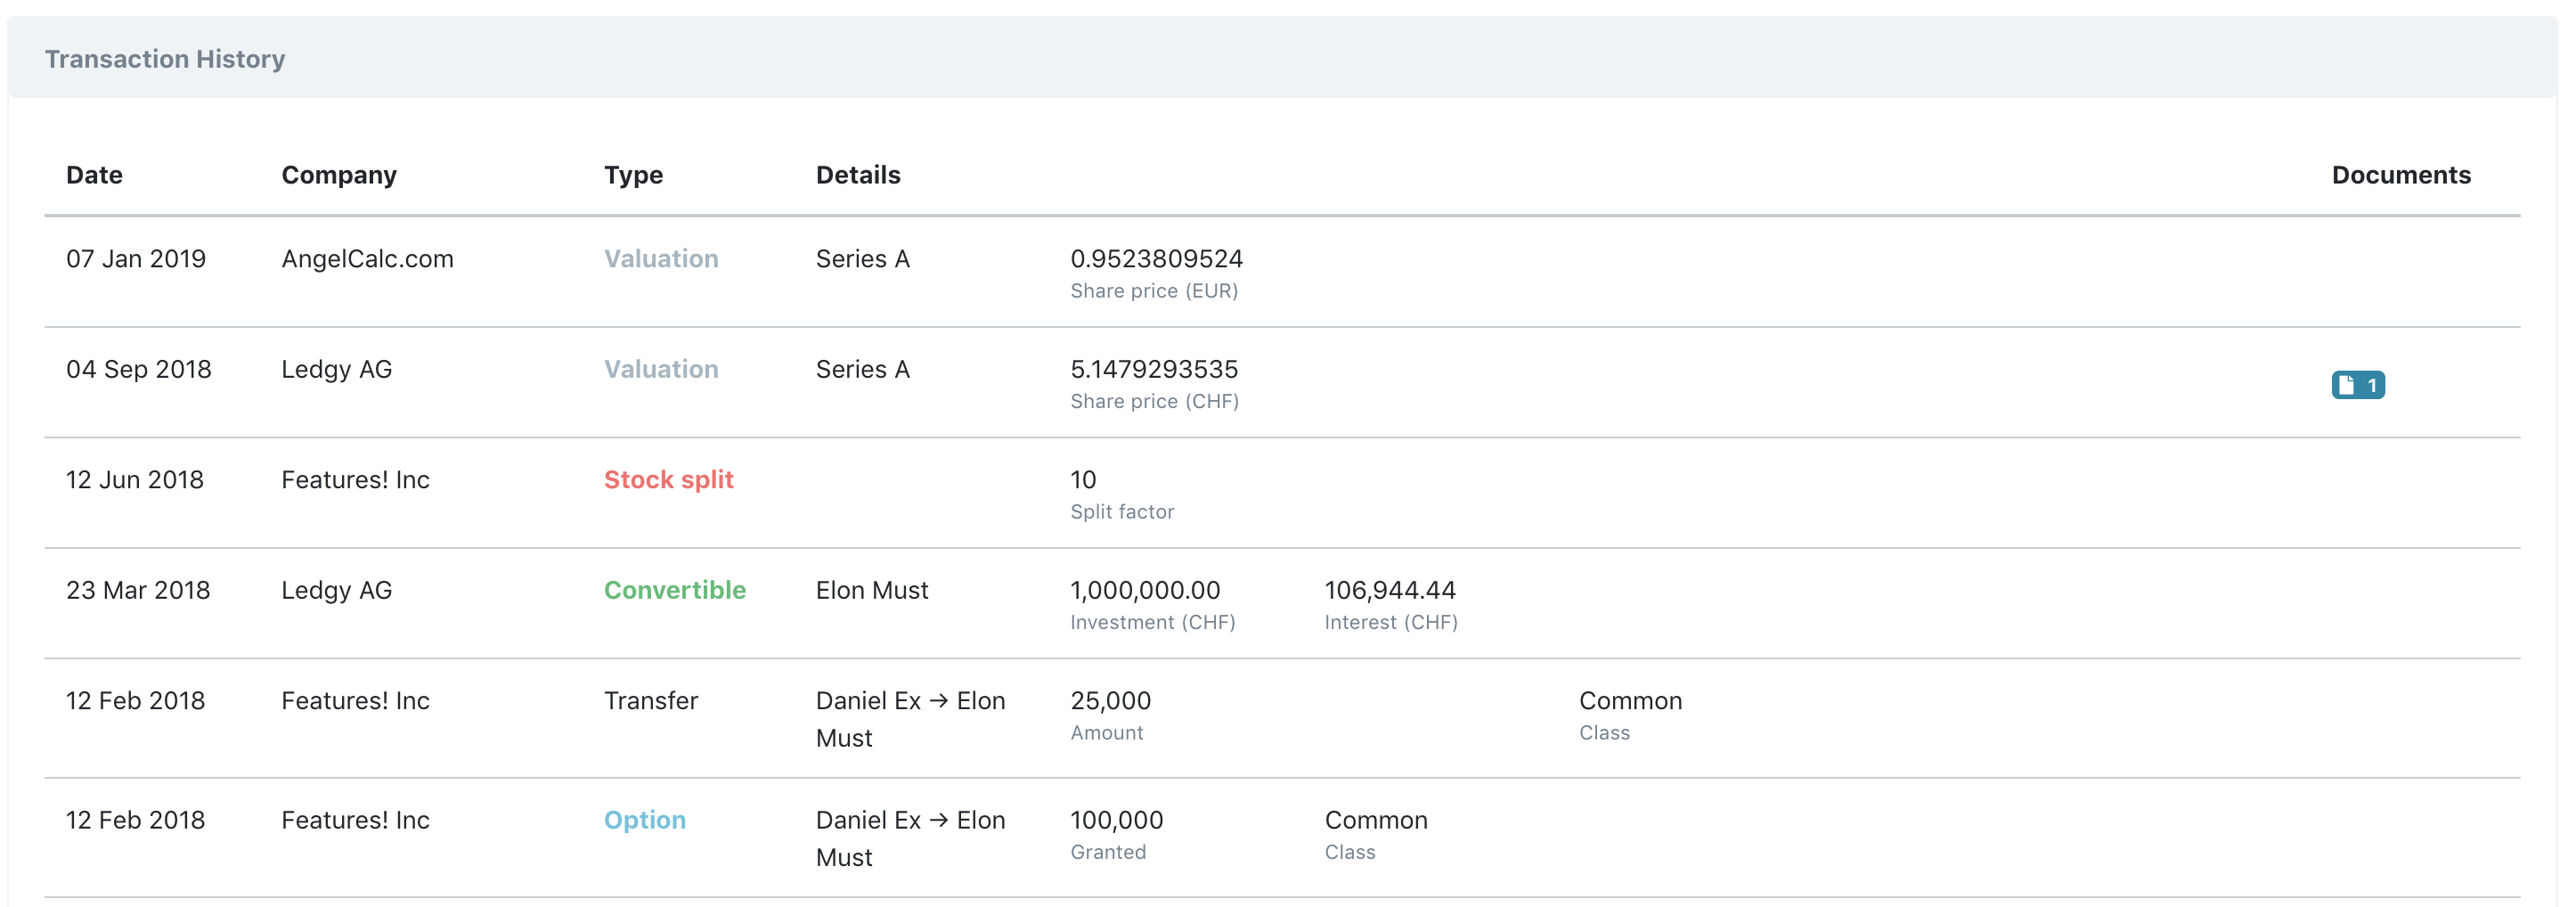 Transaction History
Date Company Type Details Documents
07 Jan 2019 AngelCalc.com Valuation Series A 0.9523809524
Share price (EUR)
04 Sep 2018 Ledgy AG Valuation Series A 5.1479293535
Share price (CHF)
1
12 Jun 2018 Features! Inc Stock split 10
Split factor
23 Mar 2018 Ledgy AG Convertible Elon Must 1,000,000.00 106,944.44
Investment (CHF) Interest (CHF)
12 Feb 2018 Features! Inc Transfer Daniel Ex → Elon 25,000 Common
Must Amount Class
12 Feb 2018 Features! Inc Option Daniel Ex → Elon 100,000 Common
Must Granted Class